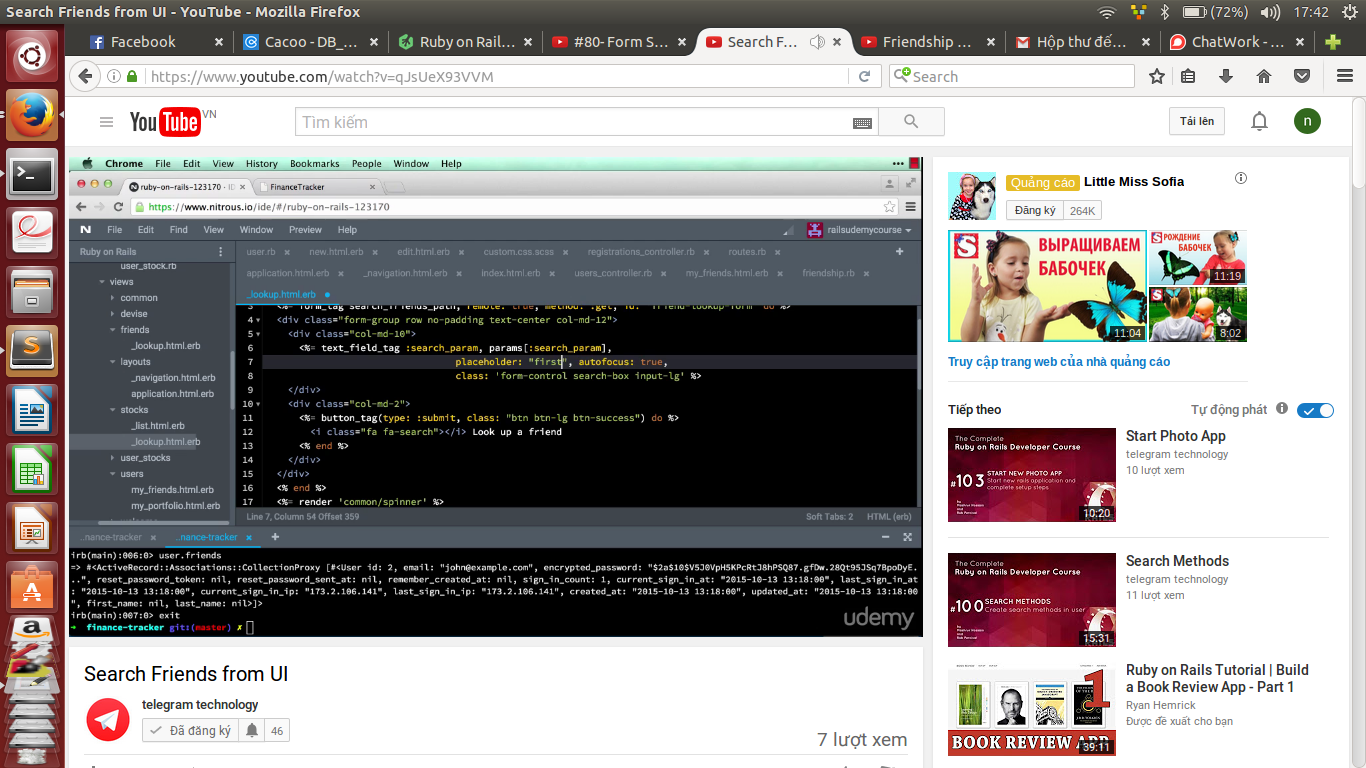 Search Friends from UI - YouTube - Mozilla Firefox
(72%)
17:42
Facebook
Cacoo - DB_...
Ruby on Rail...
#80- Form S...
Search F...
Friendship ...
Hộp thư đế...
ChatWork - ...
https://www.youtube.com/watch?v=qJsUeX93VVM
Search
YouTube VN
Tìm kiếm
Tải lên
n
Chrome File Edit View History Bookmarks People Window Help
ruby-on-rails-123170 - ID
FinanceTracker
https://www.nitrous.io/ide/#/ruby-on-rails-123170
N File Edit Find View Window Preview Help
railsudemycourse
Ruby on Rails
user_stock.rb
views
common
devise
friends
_lookup.html.erb
layouts
_navigation.html.erb
application.html.erb
stocks
_list.html.erb
_lookup.html.erb
user_stocks
users
my_friends.html.erb
my_portfolio.html.erb
user.rb new.html.erb edit.html.erb custom.css.scss registrations_controller.rb routes.rb
application.html.erb _navigation.html.erb index.html.erb users_controller.rb my_friends.html.erb friendship.rb
_lookup.html.erb
3 <%= form_tag search_friends_path, remote: true, method: :get, id: 'friend-lookup-form' do %>
4 <div class="form-group row no-padding text-center col-md-12">
5 <div class="col-md-10">
6 <%= text_field_tag :search_param, params[:search_param],
7 placeholder: "first", autofocus: true,
8 class: 'form-control search-box input-lg' %>
9 </div>
10 <div class="col-md-2">
11 <%= button_tag(type: :submit, class: "btn btn-lg btn-success") do %>
12 <i class="fa fa-search"></i> Look up a friend
13 <% end %>
14 </div>
15 </div>
16 <% end %>
17 <%= render 'common/spinner' %>
Line 7, Column 54 Offset 359
Soft Tabs: 2 HTML (erb)
..nance-tracker
..nance-tracker
irb(main):006:0> user.friends
=> #<ActiveRecord::Associations::CollectionProxy [#<User id: 2, email: "john@example.com", encrypted_password: "$2a$10$V5J0VpH5KPcRtJ8hPSQ87.gfDw.28Qt95JSq7BpoDyE.
..", reset_password_token: nil, reset_password_sent_at: nil, remember_created_at: nil, sign_in_count: 1, current_sign_in_at: "2015-10-13 13:18:00", last_sign_in_at
: "2015-10-13 13:18:00", current_sign_in_ip: "173.2.106.141", last_sign_in_ip: "173.2.106.141", created_at: "2015-10-13 13:18:00", updated_at: "2015-10-13 13:18:00
", first_name: nil, last_name: nil>]>
irb(main):007:0> exit
finance-tracker git:(master) ✗
udemy
Search Friends from UI
telegram technology
Đã đăng ký
46
7 lượt xem
Quảng cáo Little Miss Sofia
Đăng ký 264K
ВЫРАЩИВАЕМ
БАБОЧЕК
11:04
РОЖДЕНИЕ
БАБОЧЕК
11:19
8:02
Truy cập trang web của nhà quảng cáo
Tiếp theo
Tự động phát
The Complete
Ruby on Rails Developer Course
#103 START NEW PHOTO APP
Start new rails application and
complete setup steps
10:20
Start Photo App
telegram technology
10 lượt xem
The Complete
Ruby on Rails Developer Course
#100 SEARCH METHODS
Create search methods in user
15:31
Search Methods
telegram technology
11 lượt xem
Steve Jobs
1
BOOK REVIEW APP
39:11
Ruby on Rails Tutorial | Build
a Book Review App - Part 1
Ryan Hemrick
Được đề xuất cho bạn